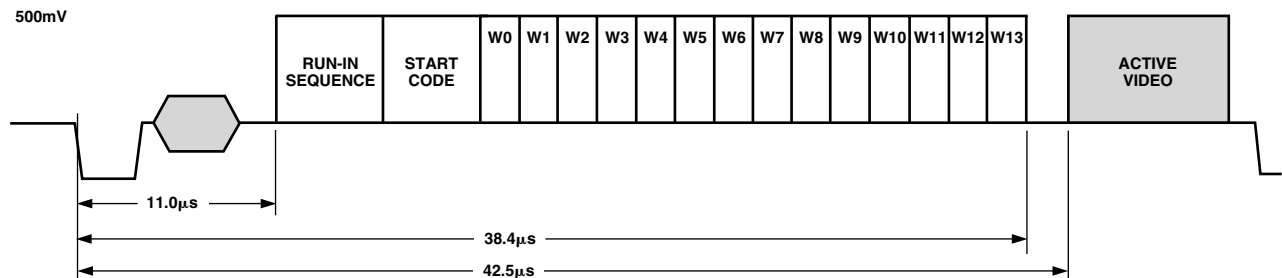 500mV
RUN-IN
SEQUENCE
START
CODE
W0 W1 W2 W3 W4 W5 W6 W7 W8 W9 W10 W11 W12 W13
ACTIVE
VIDEO
11.0μs
38.4μs
42.5μs